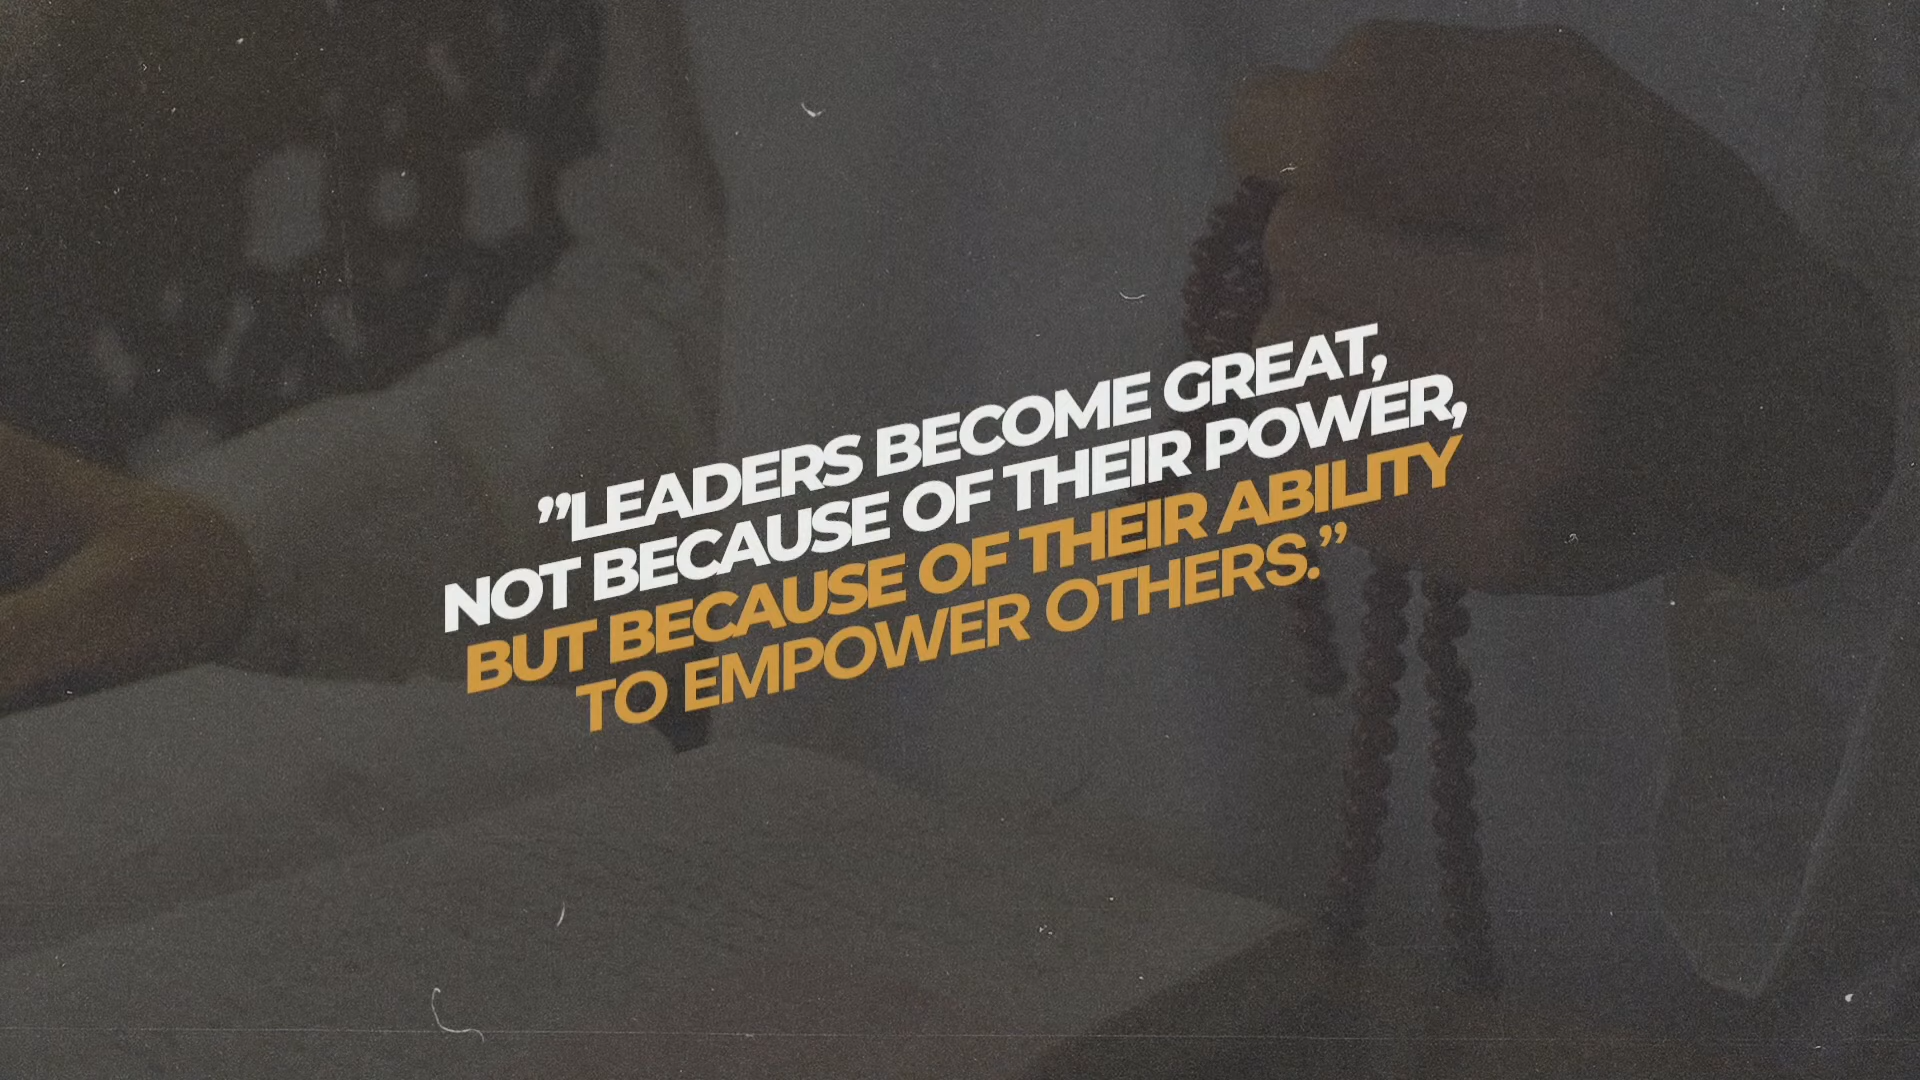 ”LEADERS BECOME GREAT,
NOT BECAUSE OF THEIR POWER,
BUT BECAUSE OF THEIR ABILITY
TO EMPOWER OTHERS.”